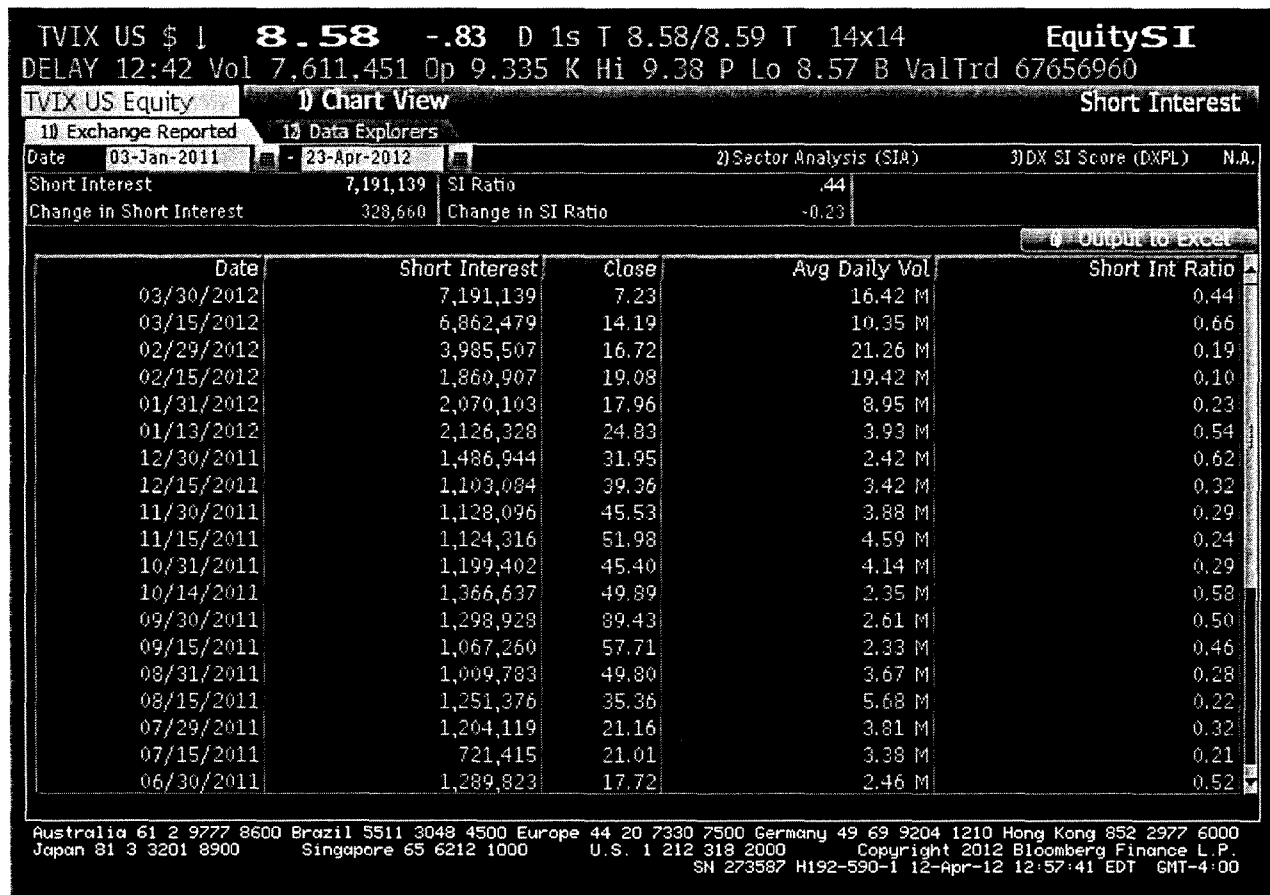 TVIX US $ ↓ 8.58 -.83 D 1s T 8.58/8.59 T 14x14 EquitySI
DELAY 12:42 Vol 7,611,451 Op 9.335 K Hi 9.38 P Lo 8.57 B ValTrd 67656960
TVIX US Equity 1) Chart View Short Interest
11) Exchange Reported 12) Data Explorers
Date 03-Jan-2011 - 23-Apr-2012 2) Sector Analysis (SIA) 3) DX SI Score (DXPL) N.A.
Short Interest 7,191,139 SI Ratio .44
Change in Short Interest 328,660 Change in SI Ratio -0.23
Output to Excel
Date Short Interest Close Avg Daily Vol Short Int Ratio
03/30/2012 7,191,139 7.23 16.42 M 0.44
03/15/2012 6,862,479 14.19 10.35 M 0.66
02/29/2012 3,985,507 16.72 21.26 M 0.19
02/15/2012 1,860,907 19.08 19.42 M 0.10
01/31/2012 2,070,103 17.96 8.95 M 0.23
01/13/2012 2,126,328 24.83 3.93 M 0.54
12/30/2011 1,486,944 31.95 2.42 M 0.62
12/15/2011 1,103,084 39.36 3.42 M 0.32
11/30/2011 1,128,096 45.53 3.88 M 0.29
11/15/2011 1,124,316 51.98 4.59 M 0.24
10/31/2011 1,199,402 45.40 4.14 M 0.29
10/14/2011 1,366,637 49.89 2.35 M 0.58
09/30/2011 1,298,928 89.43 2.61 M 0.50
09/15/2011 1,067,260 57.71 2.33 M 0.46
08/31/2011 1,009,783 49.80 3.67 M 0.28
08/15/2011 1,251,376 35.36 5.68 M 0.22
07/29/2011 1,204,119 21.16 3.81 M 0.32
07/15/2011 721,415 21.01 3.38 M 0.21
06/30/2011 1,289,823 17.72 2.46 M 0.52
Australia 61 2 9777 8600 Brazil 5511 3048 4500 Europe 44 20 7330 7500 Germany 49 69 9204 1210 Hong Kong 852 2977 6000
Japan 81 3 3201 8900 Singapore 65 6212 1000 U.S. 1 212 318 2000 Copyright 2012 Bloomberg Finance L.P.
SN 273587 H192-590-1 12-Apr-12 12:57:41 EDT GMT-4:00